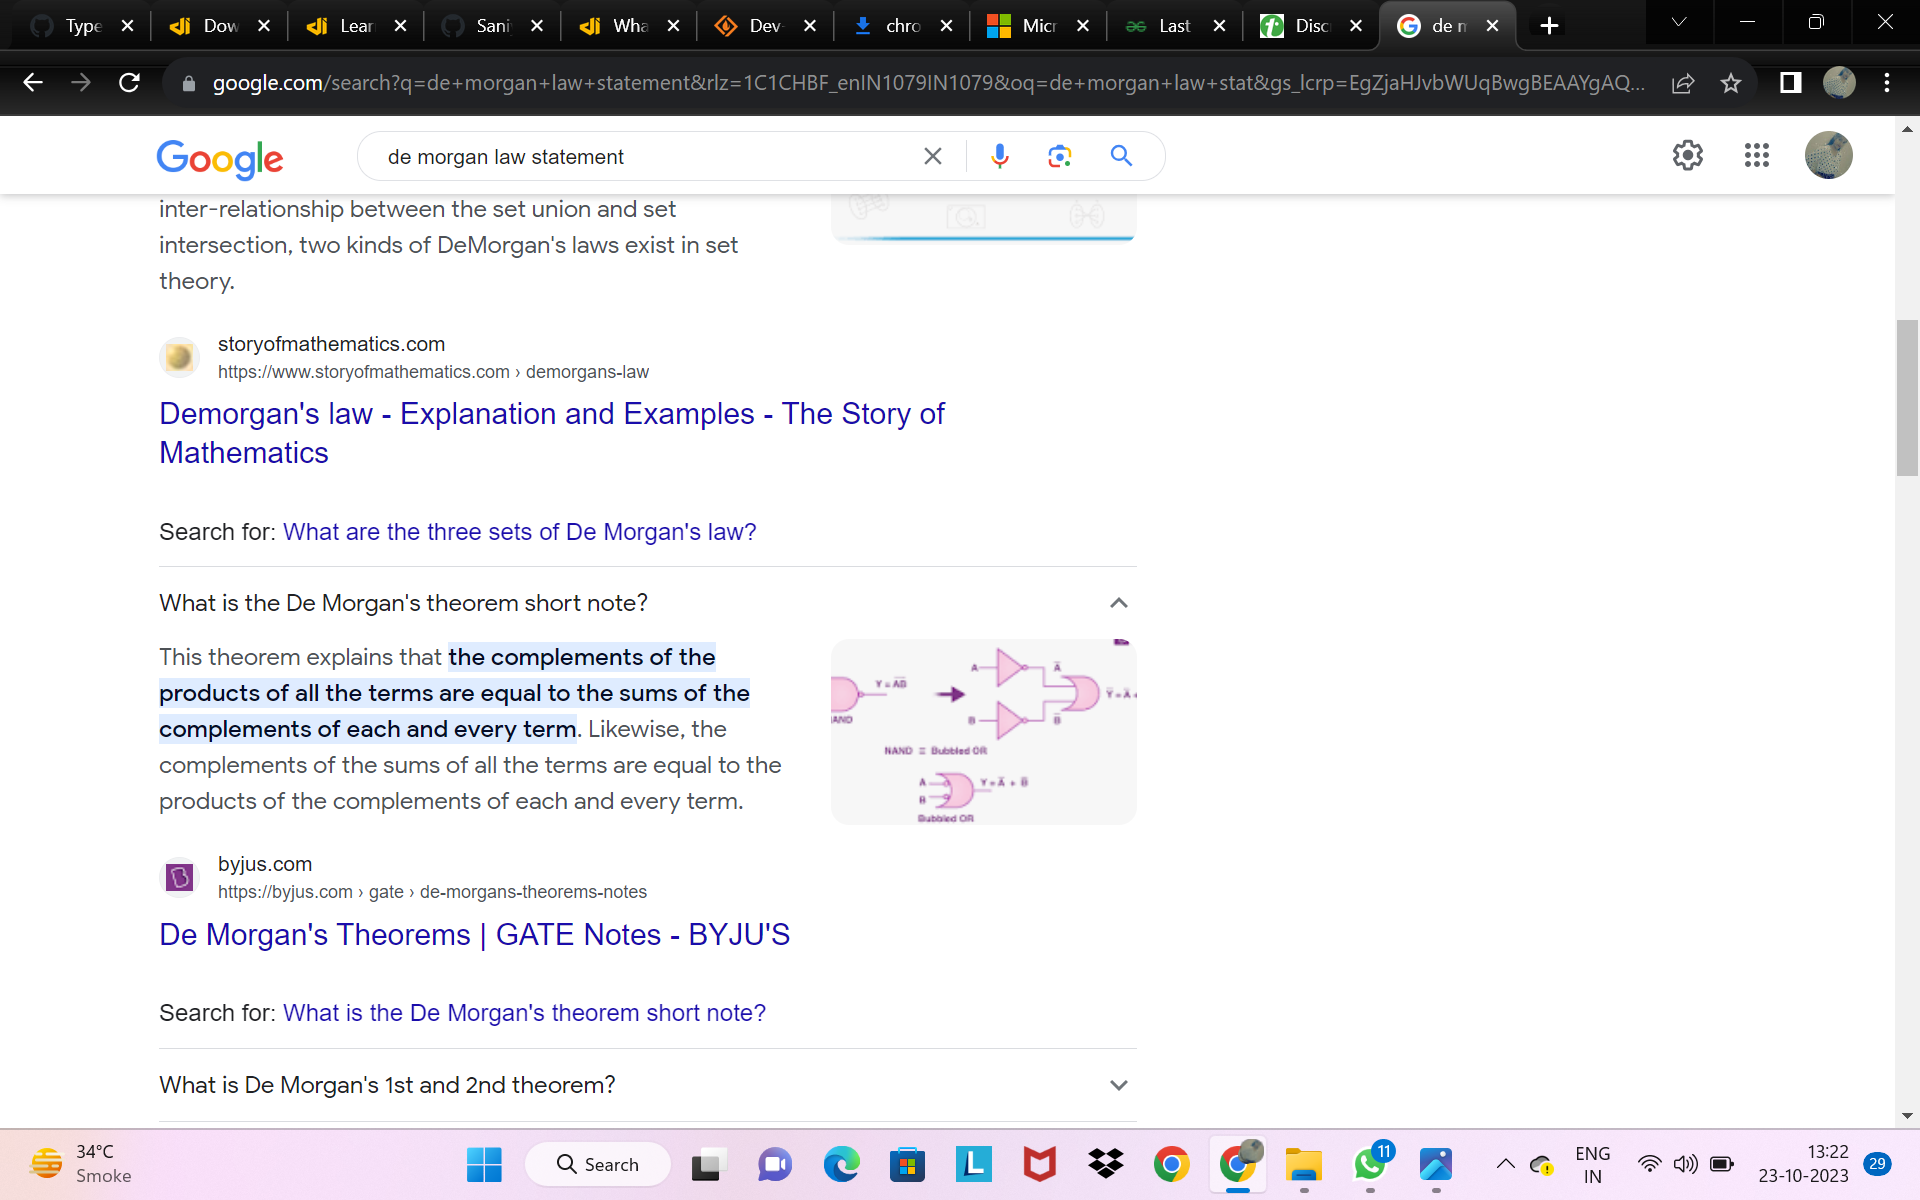 Type
Dow
Lear
Sani
Wha
Dev-
chro
Micr
Last
Disc
de m
google.com/search?q=de+morgan+law+statement&rlz=1C1CHBF_enIN1079IN1079&oq=de+morgan+law+stat&gs_lcrp=EgZjaHJvbWUqBwgBEAAYgAQ...
Google
de morgan law statement
inter-relationship between the set union and set
intersection, two kinds of DeMorgan's laws exist in set
theory.
storyofmathematics.com
https://www.storyofmathematics.com › demorgans-law
Demorgan's law - Explanation and Examples - The Story of
Mathematics
Search for: What are the three sets of De Morgan's law?
What is the De Morgan's theorem short note?
This theorem explains that the complements of the
products of all the terms are equal to the sums of the
complements of each and every term. Likewise, the
complements of the sums of all the terms are equal to the
products of the complements of each and every term.
Y = A̅B̅
A
A̅
B
B̅
NAND ≡ Bubbled OR
A
B
Y = A̅ + B̅
Bubbled OR
byjus.com
https://byjus.com › gate › de-morgans-theorems-notes
De Morgan's Theorems | GATE Notes - BYJU'S
Search for: What is the De Morgan's theorem short note?
What is De Morgan's 1st and 2nd theorem?
34°C
Smoke
Search
L
11
ENG
IN
13:22
23-10-2023
29